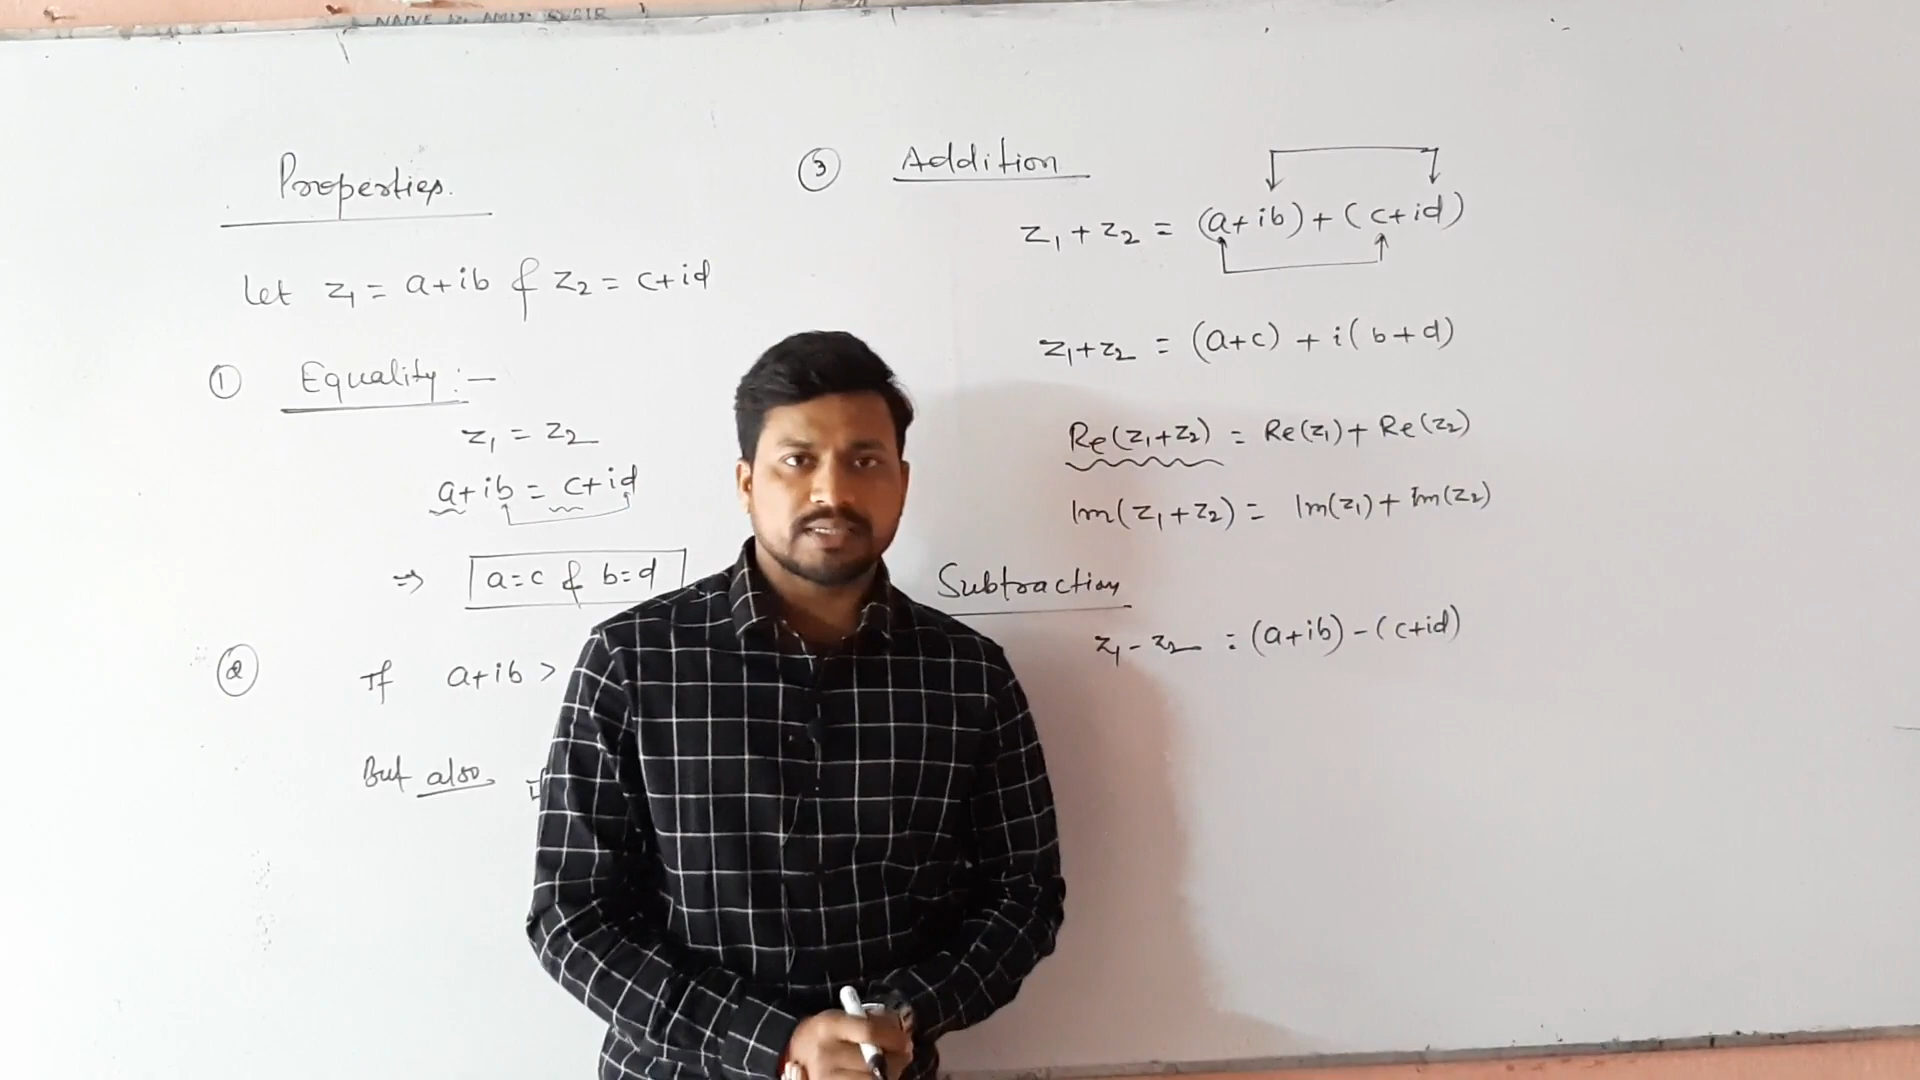 Properties.
Let z₁ = a+ib & z₂ = c+id
① Equality :—
z₁ = z₂
a+ib = c+id
⇒ a=c & b=d
② If a+ib >
But also, If
③ Addition
z₁+z₂ = (a+ib)+(c+id)
z₁+z₂ = (a+c) + i(b+d)
Re(z₁+z₂) = Re(z₁)+ Re(z₂)
Im(z₁+z₂) = Im(z₁)+ Im(z₂)
Subtraction
z₁-z₂ = (a+ib)-(c+id)